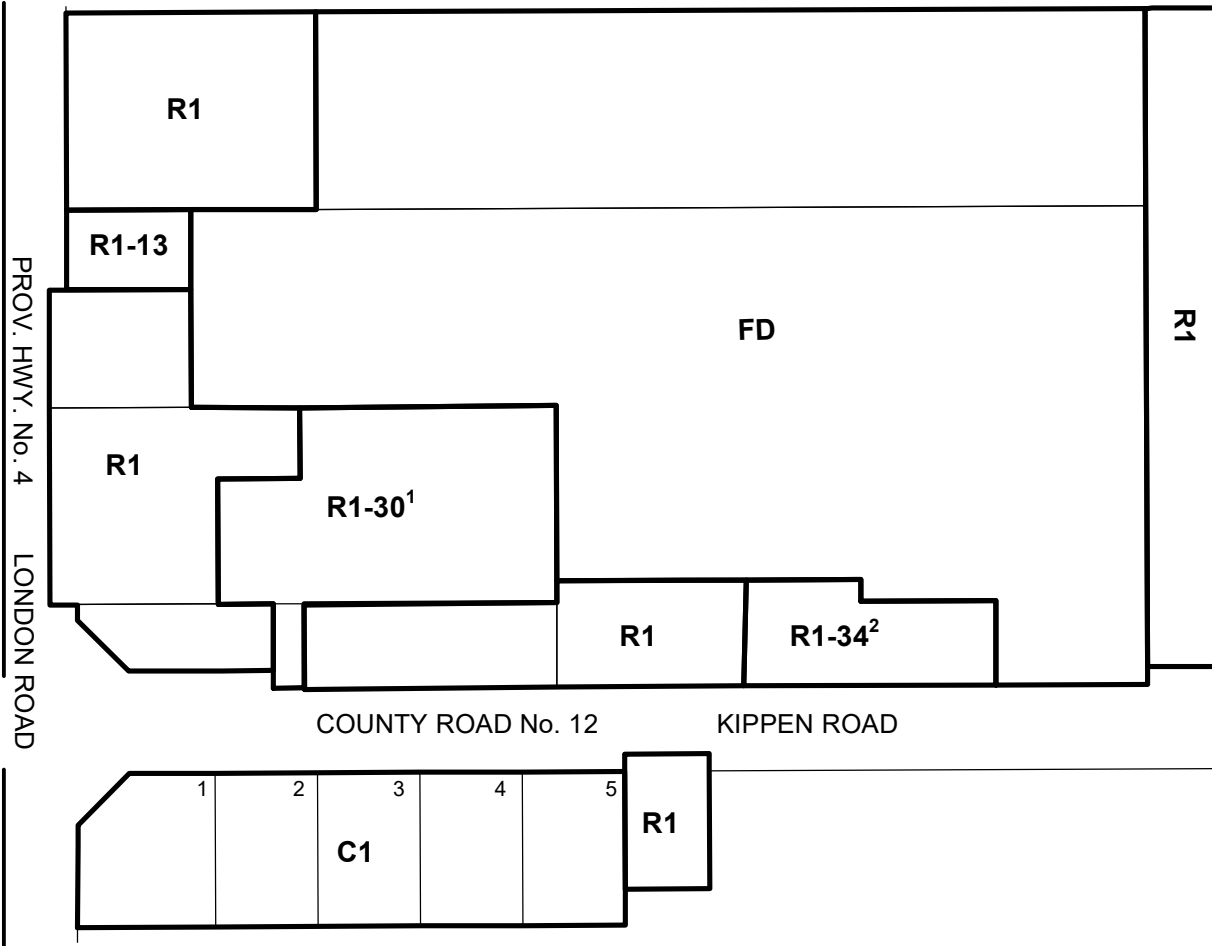 R1
R1-13
PROV. HWY. No. 4 LONDON ROAD
FD
R1
R1
R1-30¹
R1
R1-34²
COUNTY ROAD No. 12 KIPPEN ROAD
1 2 3 4 5
R1
C1